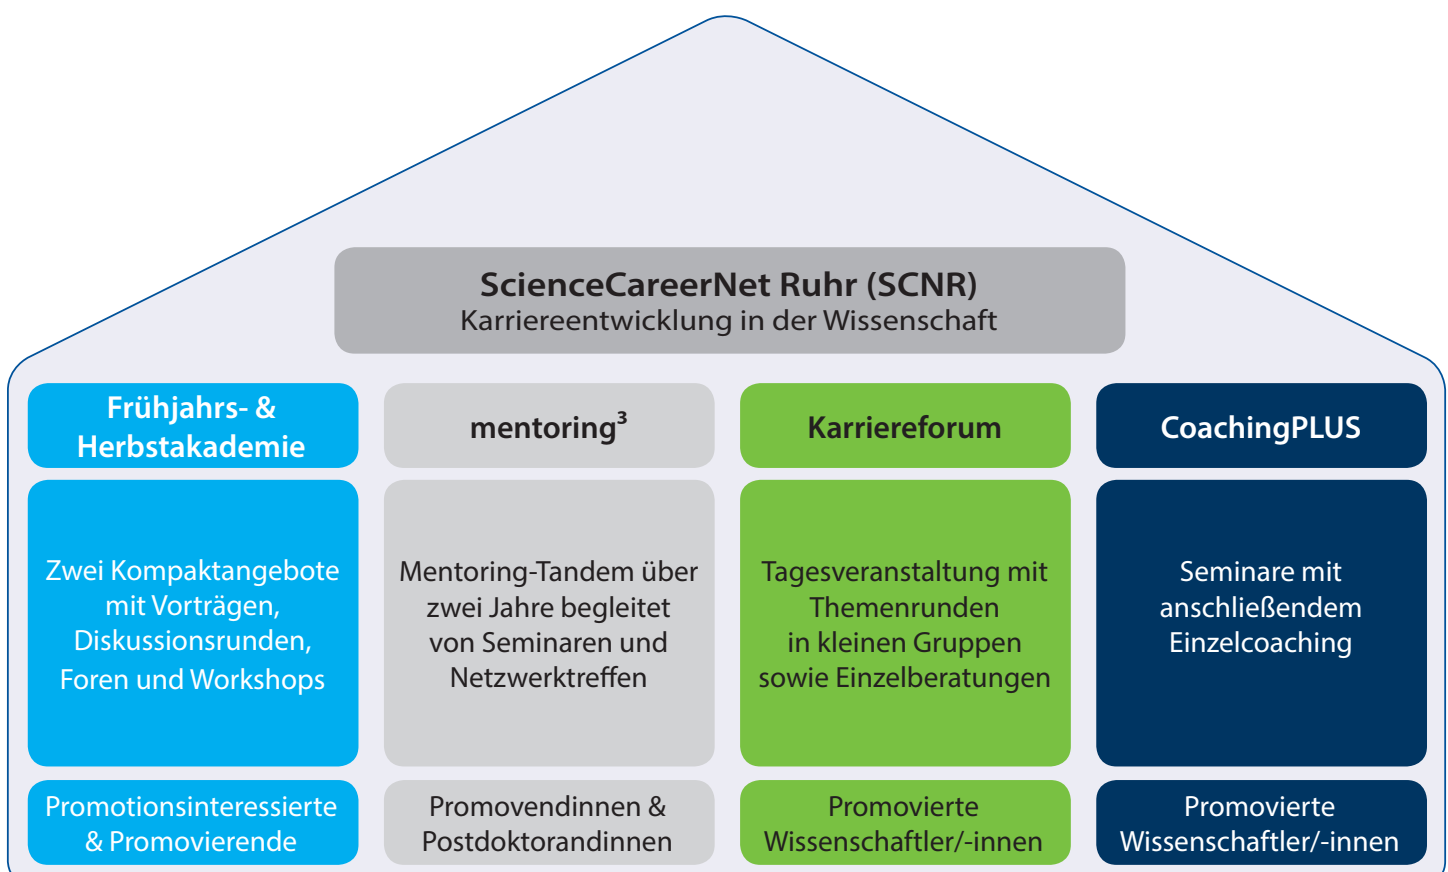 ScienceCareerNet Ruhr (SCNR)
Karriereentwicklung in der Wissenschaft
Frühjahrs- &
Herbstakademie
Zwei Kompaktangebote
mit Vorträgen,
Diskussionsrunden,
Foren und Workshops
Promotionsinteressierte
& Promovierende
mentoring³
Mentoring-Tandem über
zwei Jahre begleitet
von Seminaren und
Netzwerktreffen
Promovendinnen &
Postdoktorandinnen
Karriereforum
Tagesveranstaltung mit
Themenrunden
in kleinen Gruppen
sowie Einzelberatungen
Promovierte
Wissenschaftler/-innen
CoachingPLUS
Seminare mit
anschließendem
Einzelcoaching
Promovierte
Wissenschaftler/-innen